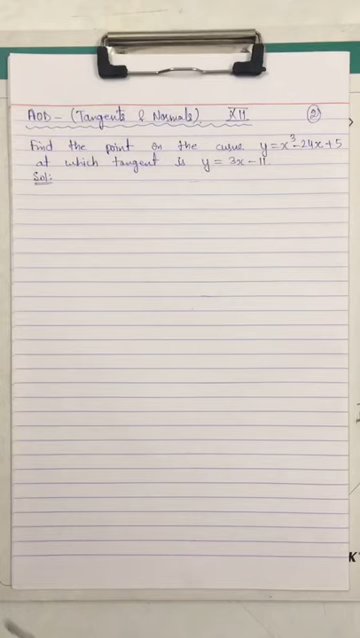 AOD - (Tangents & Normals) XII (2)
Find the point on the curve y = x³-24x+5
at which tangent is y = 3x - 11.
Sol:
K